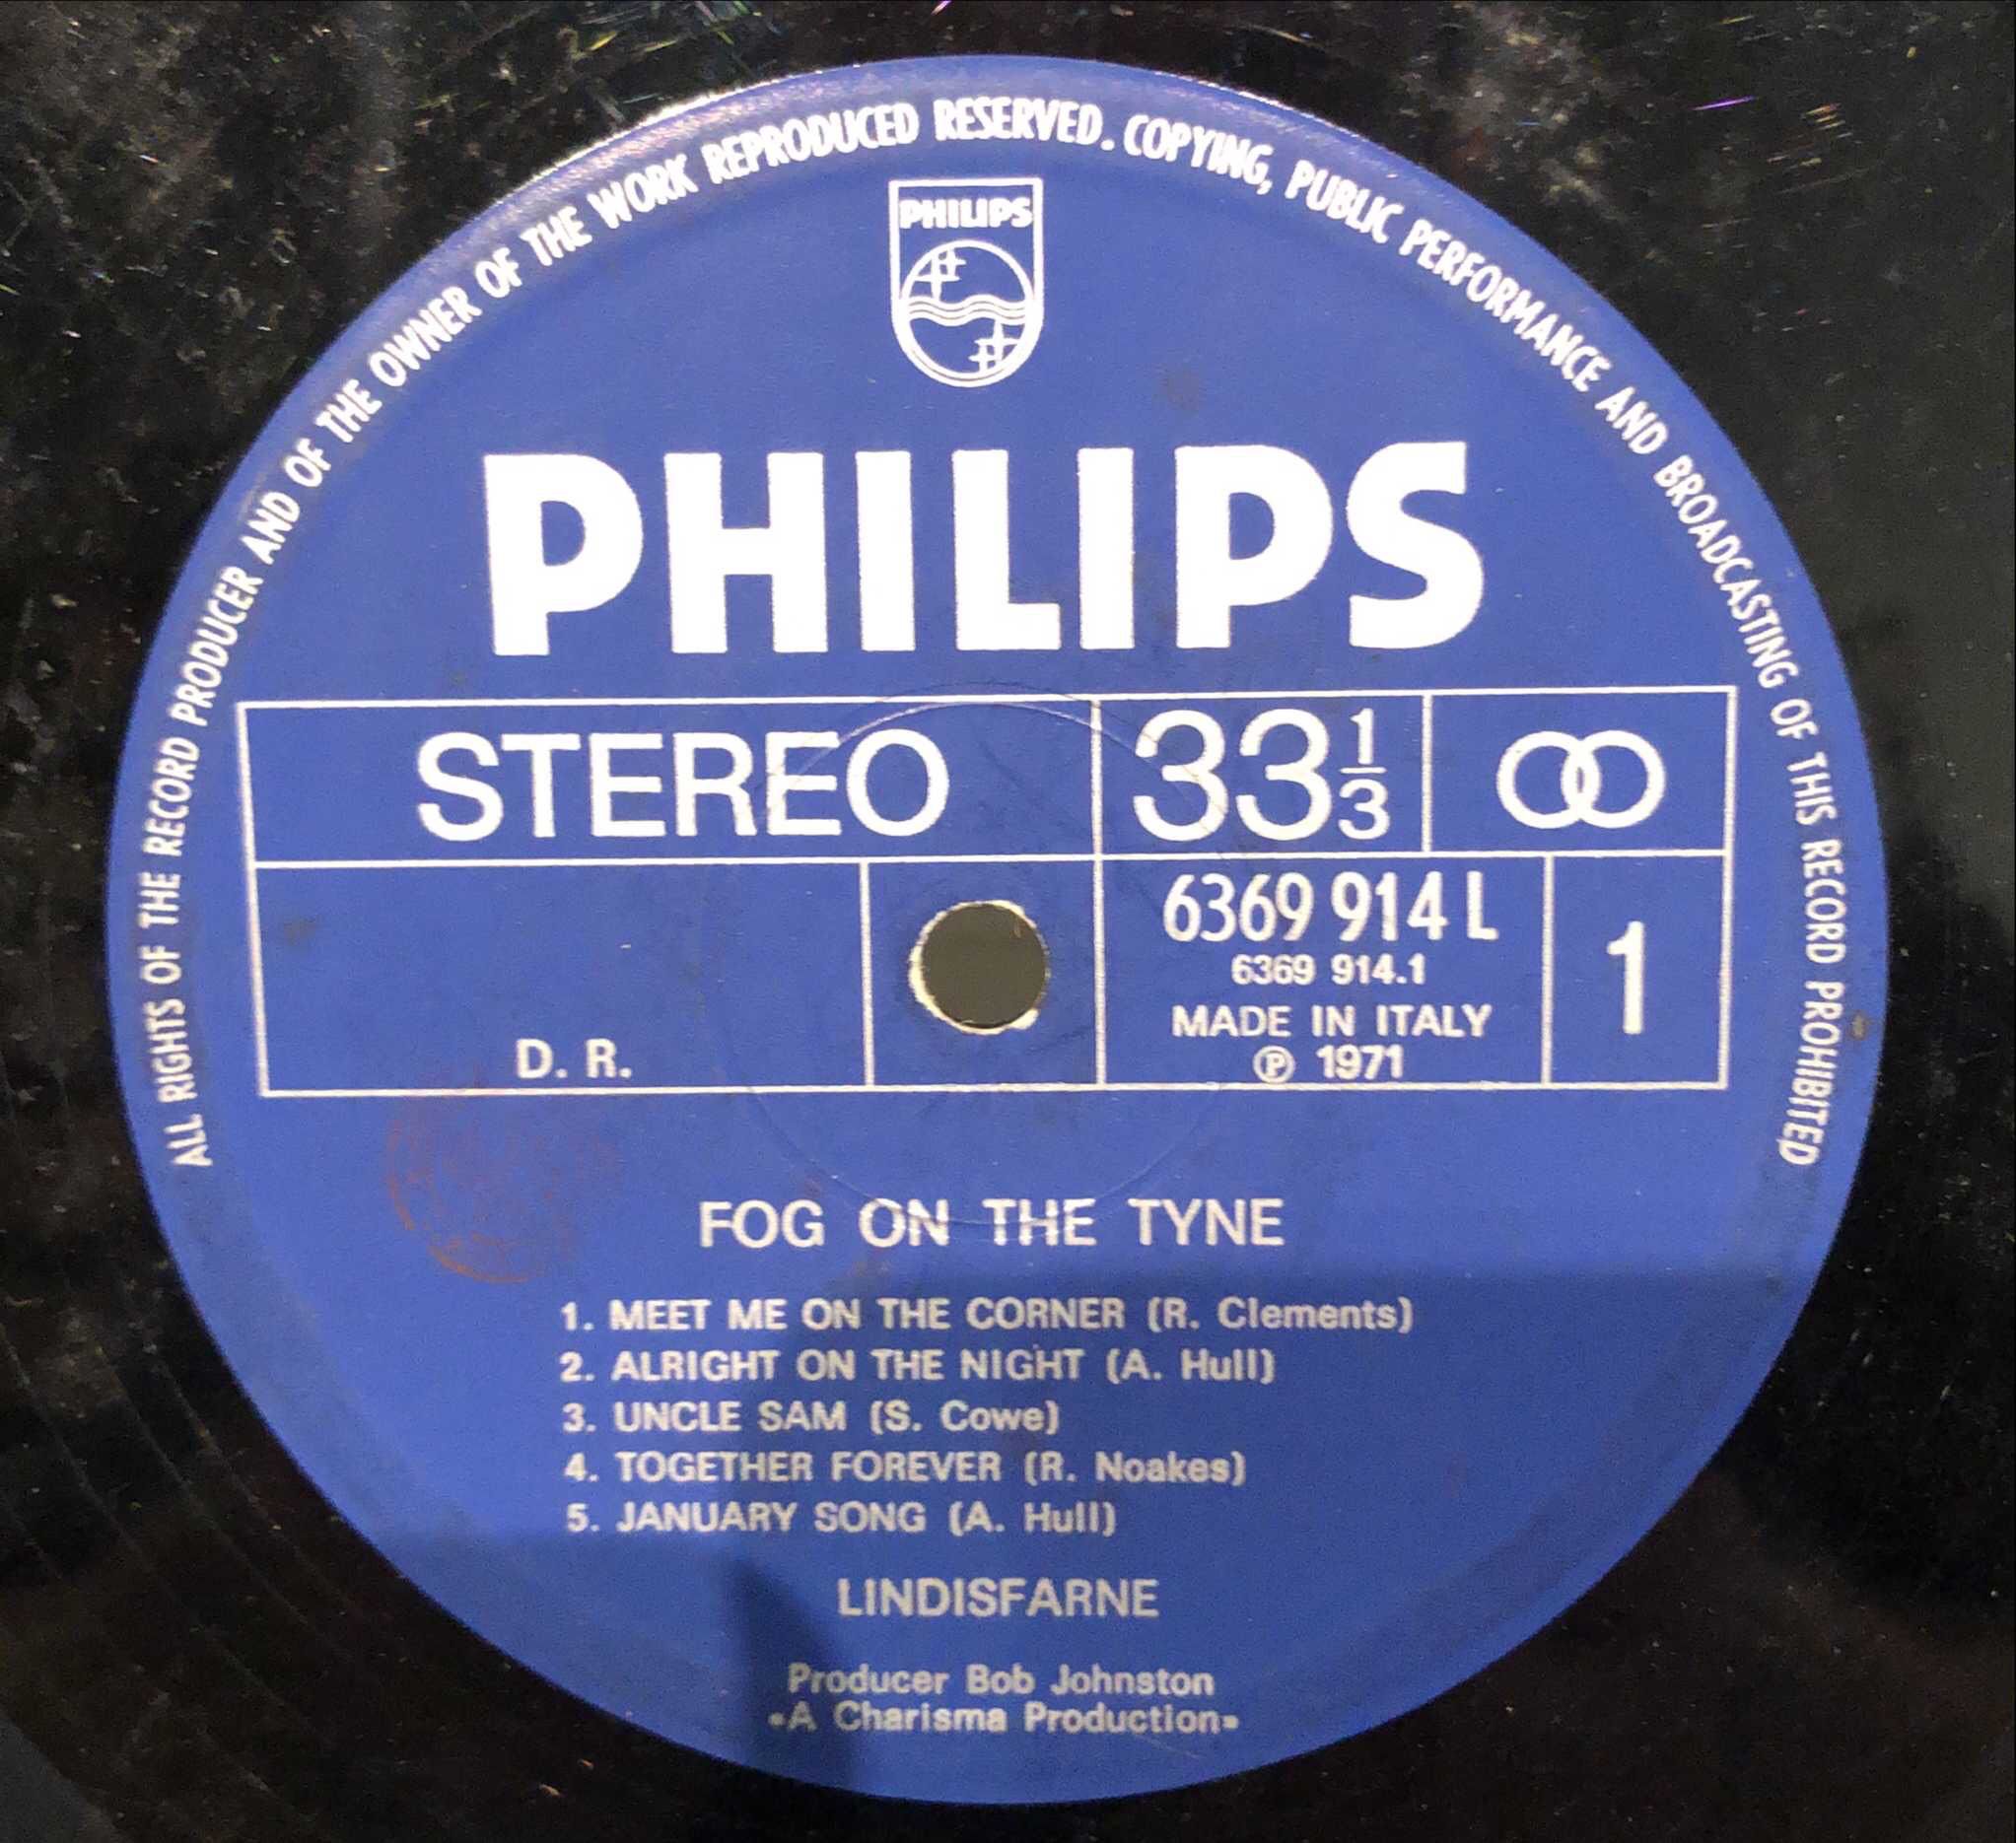 ALL RIGHTS OF THE RECORD PRODUCER AND OF THE OWNER OF THE WORK REPRODUCED RESERVED. COPYING, PUBLIC PERFORMANCE AND BROADCASTING OF THIS RECORD PROHIBITED
PHILIPS
PHILIPS
STEREO 33 1/3
6369 914 L
6369 914.1
MADE IN ITALY
D. R. ℗ 1971 1
FOG ON THE TYNE
1. MEET ME ON THE CORNER (R. Clements)
2. ALRIGHT ON THE NIGHT (A. Hull)
3. UNCLE SAM (S. Cowe)
4. TOGETHER FOREVER (R. Noakes)
5. JANUARY SONG (A. Hull)
LINDISFARNE
Producer Bob Johnston
«A Charisma Production»